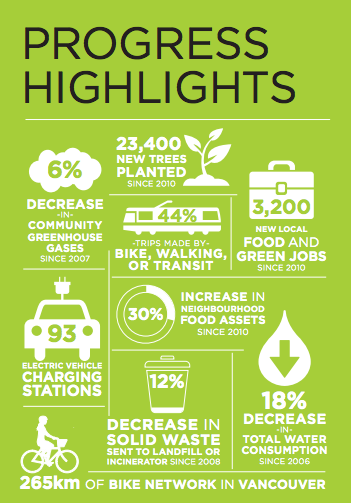 PROGRESS
HIGHLIGHTS
6%
DECREASE
-IN-
COMMUNITY
GREENHOUSE
GASES
SINCE 2007
23,400
NEW TREES
PLANTED
SINCE 2010
44%
-TRIPS MADE BY-
BIKE, WALKING,
OR TRANSIT
3,200
NEW LOCAL
FOOD AND
GREEN JOBS
SINCE 2010
93
ELECTRIC VEHICLE
CHARGING
STATIONS
30%
INCREASE IN
NEIGHBOURHOOD
FOOD ASSETS
SINCE 2010
12%
DECREASE IN
SOLID WASTE
SENT TO LANDFILL OR
INCINERATOR SINCE 2008
18%
DECREASE
-IN-
TOTAL WATER
CONSUMPTION
SINCE 2006
265km OF BIKE NETWORK IN VANCOUVER